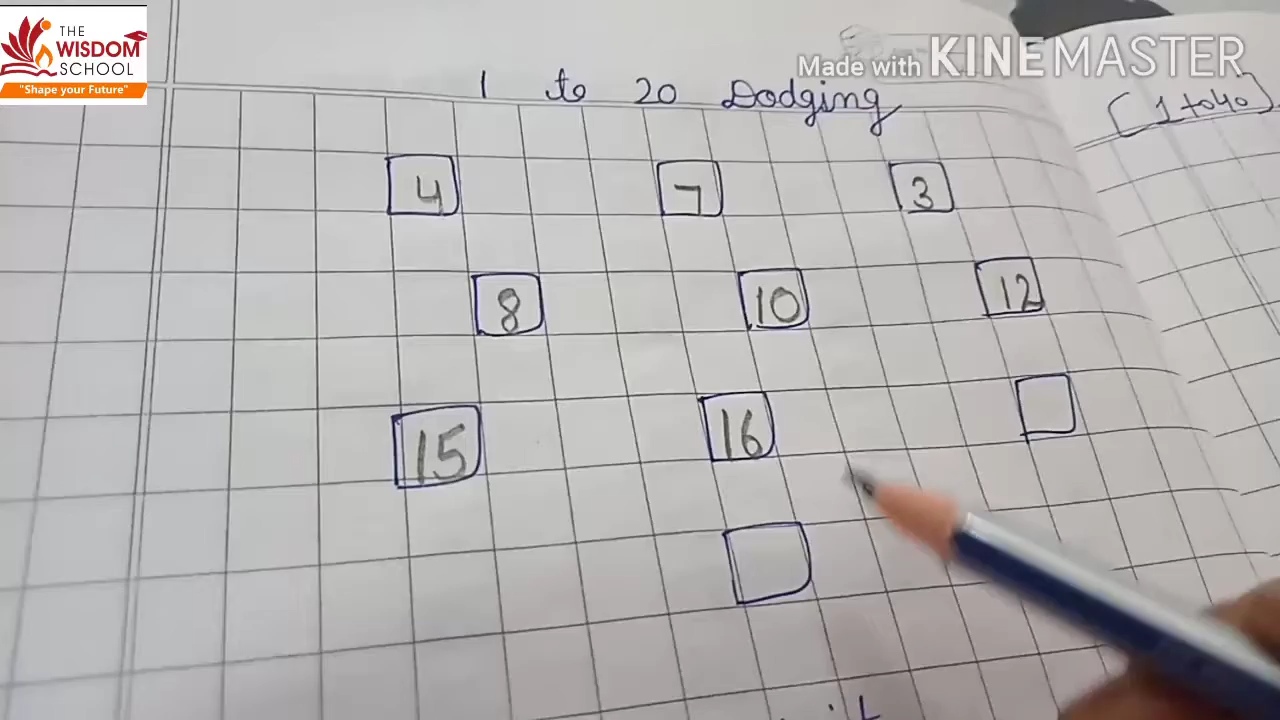 THE
WISDOM
SCHOOL
"Shape your Future"
Made with KINEMASTER
1 to 20 Dodging
(1 to 40)
4 7 3
8 10 12
15 16